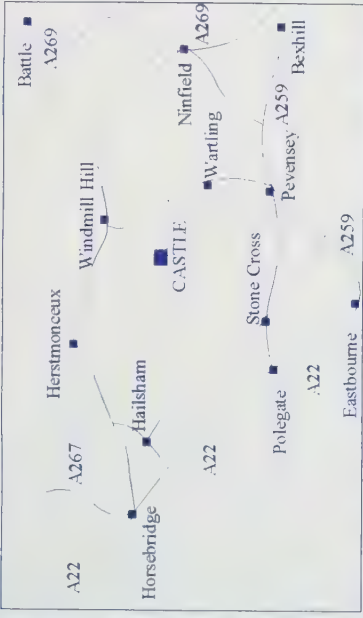 Battle
Herstmonceux
A269
A22
A267
Windmill Hill
Hailsham
Horsebridge
CASTLE
Ninfield
A269
A22
Wartling
Stone Cross
Polegate
Pevensey
A259
Bexhill
A22
Eastbourne
A259